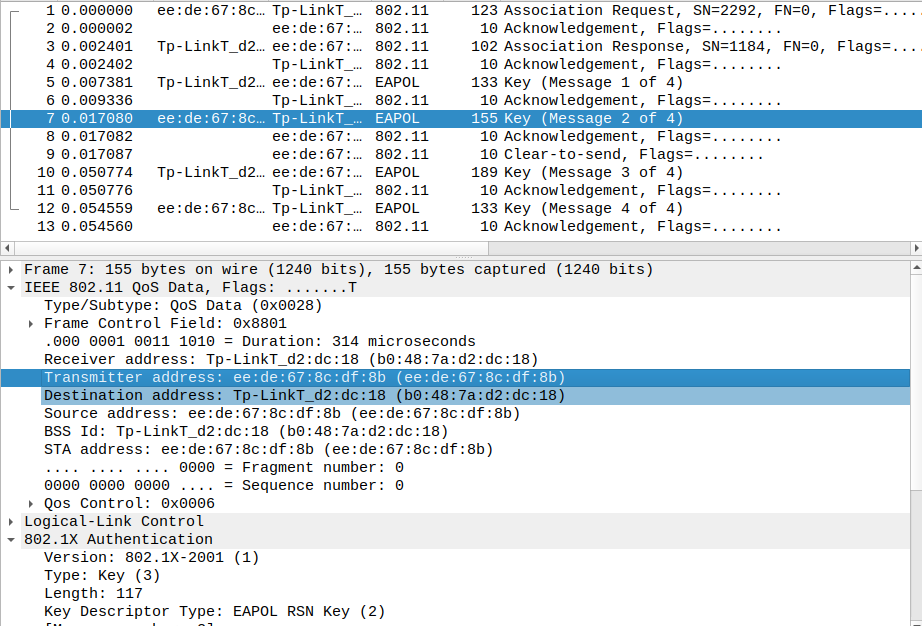 1 0.000000 ee:de:67:8c… Tp-LinkT_… 802.11 123 Association Request, SN=2292, FN=0, Flags=....
2 0.000002 ee:de:67:… 802.11 10 Acknowledgement, Flags=........
3 0.002401 Tp-LinkT_d2… ee:de:67:… 802.11 102 Association Response, SN=1184, FN=0, Flags=...
4 0.002402 Tp-LinkT_… 802.11 10 Acknowledgement, Flags=........
5 0.007381 Tp-LinkT_d2… ee:de:67:… EAPOL 133 Key (Message 1 of 4)
6 0.009336 Tp-LinkT_… 802.11 10 Acknowledgement, Flags=........
7 0.017080 ee:de:67:8c… Tp-LinkT_… EAPOL 155 Key (Message 2 of 4)
8 0.017082 ee:de:67:… 802.11 10 Acknowledgement, Flags=........
9 0.017087 ee:de:67:… 802.11 10 Clear-to-send, Flags=........
10 0.050774 Tp-LinkT_d2… ee:de:67:… EAPOL 189 Key (Message 3 of 4)
11 0.050776 Tp-LinkT_… 802.11 10 Acknowledgement, Flags=........
12 0.054559 ee:de:67:8c… Tp-LinkT_… EAPOL 133 Key (Message 4 of 4)
13 0.054560 ee:de:67:… 802.11 10 Acknowledgement, Flags=........
Frame 7: 155 bytes on wire (1240 bits), 155 bytes captured (1240 bits)
IEEE 802.11 QoS Data, Flags: .......T
Type/Subtype: QoS Data (0x0028)
Frame Control Field: 0x8801
.000 0001 0011 1010 = Duration: 314 microseconds
Receiver address: Tp-LinkT_d2:dc:18 (b0:48:7a:d2:dc:18)
Transmitter address: ee:de:67:8c:df:8b (ee:de:67:8c:df:8b)
Destination address: Tp-LinkT_d2:dc:18 (b0:48:7a:d2:dc:18)
Source address: ee:de:67:8c:df:8b (ee:de:67:8c:df:8b)
BSS Id: Tp-LinkT_d2:dc:18 (b0:48:7a:d2:dc:18)
STA address: ee:de:67:8c:df:8b (ee:de:67:8c:df:8b)
.... .... .... 0000 = Fragment number: 0
0000 0000 0000 .... = Sequence number: 0
Qos Control: 0x0006
Logical-Link Control
802.1X Authentication
Version: 802.1X-2001 (1)
Type: Key (3)
Length: 117
Key Descriptor Type: EAPOL RSN Key (2)